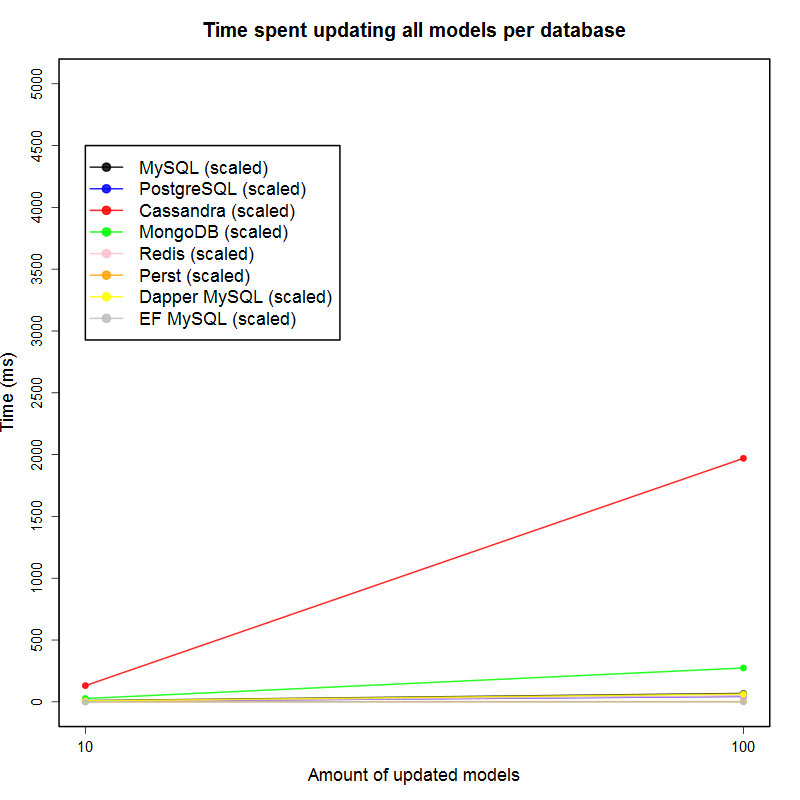 Time spent updating all models per database
5000
4500
4000
3500
3000
2500
2000
1500
1000
500
0
Time (ms)
MySQL (scaled)
PostgreSQL (scaled)
Cassandra (scaled)
MongoDB (scaled)
Redis (scaled)
Perst (scaled)
Dapper MySQL (scaled)
EF MySQL (scaled)
10
100
Amount of updated models